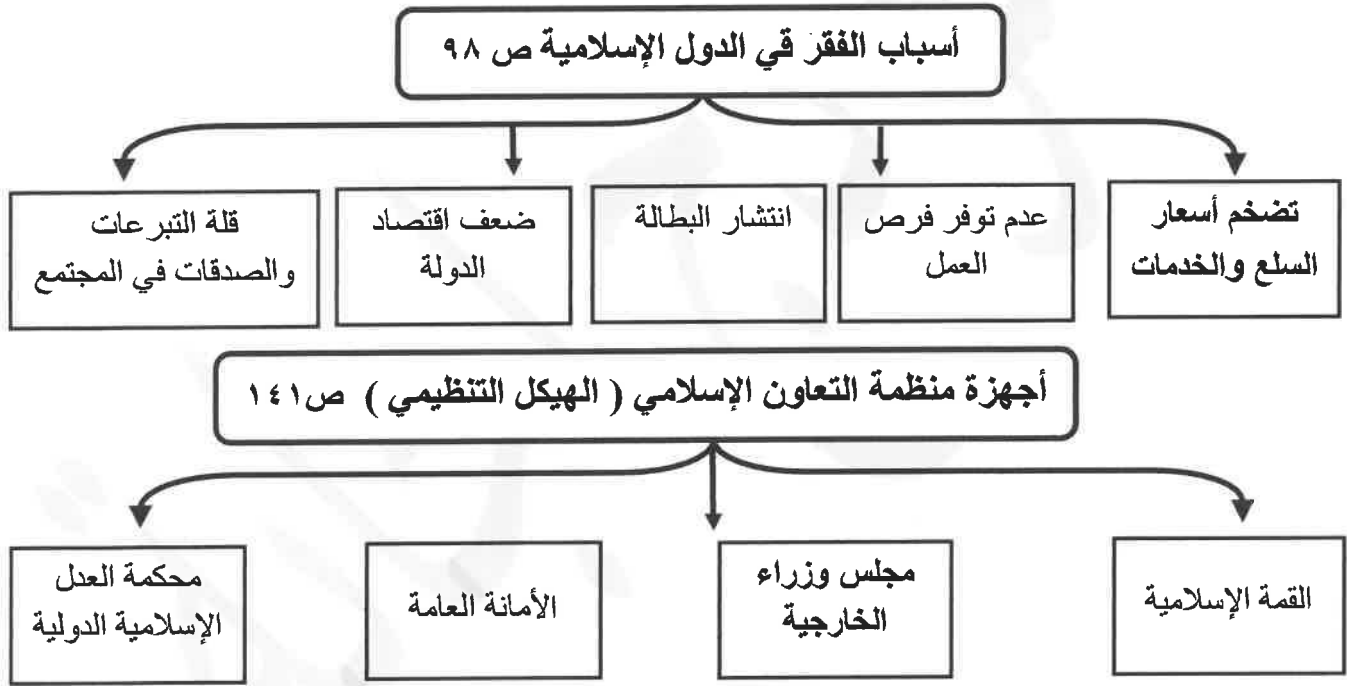 أسباب الفقر قي الدول الإسلامية ص ٩٨
تضخم أسعار
السلع والخدمات
عدم توفر فرص
العمل
انتشار البطالة
ضعف اقتصاد
الدولة
قلة التبرعات
والصدقات في المجتمع
أجهزة منظمة التعاون الإسلامي ( الهيكل التنظيمي ) ص١٤١
القمة الإسلامية
مجلس وزراء
الخارجية
الأمانة العامة
محكمة العدل
الإسلامية الدولية